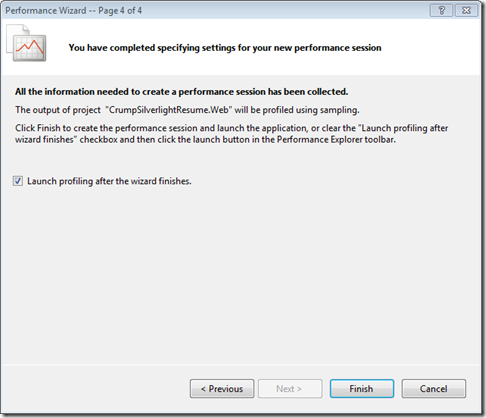 Performance Wizard -- Page 4 of 4
You have completed specifying settings for your new performance session
All the information needed to create a performance session has been collected.
The output of project "CrumpSilverlightResume.Web" will be profiled using sampling.
Click Finish to create the performance session and launch the application, or clear the "Launch profiling after
wizard finishes" checkbox and then click the launch button in the Performance Explorer toolbar.
Launch profiling after the wizard finishes.
< Previous
Next >
Finish
Cancel